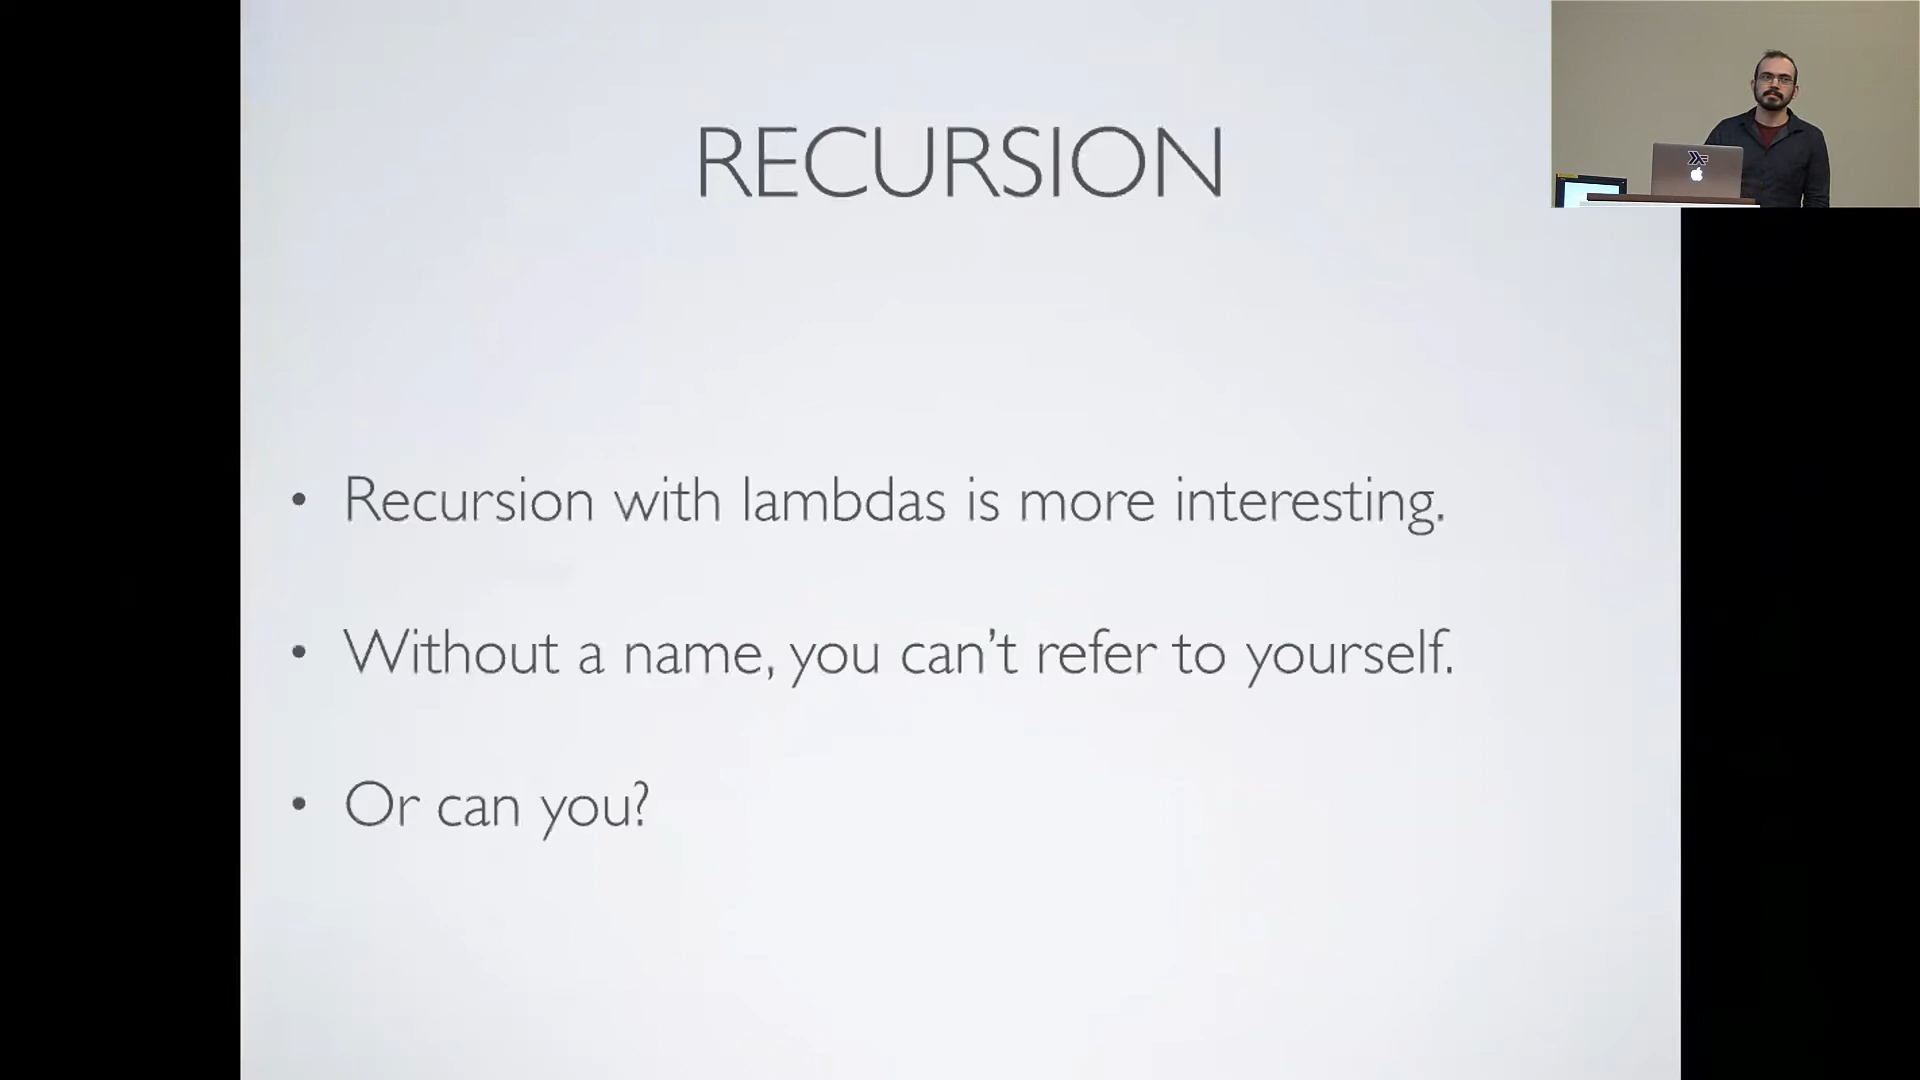 RECURSION
• Recursion with lambdas is more interesting.
• Without a name, you can’t refer to yourself.
• Or can you?